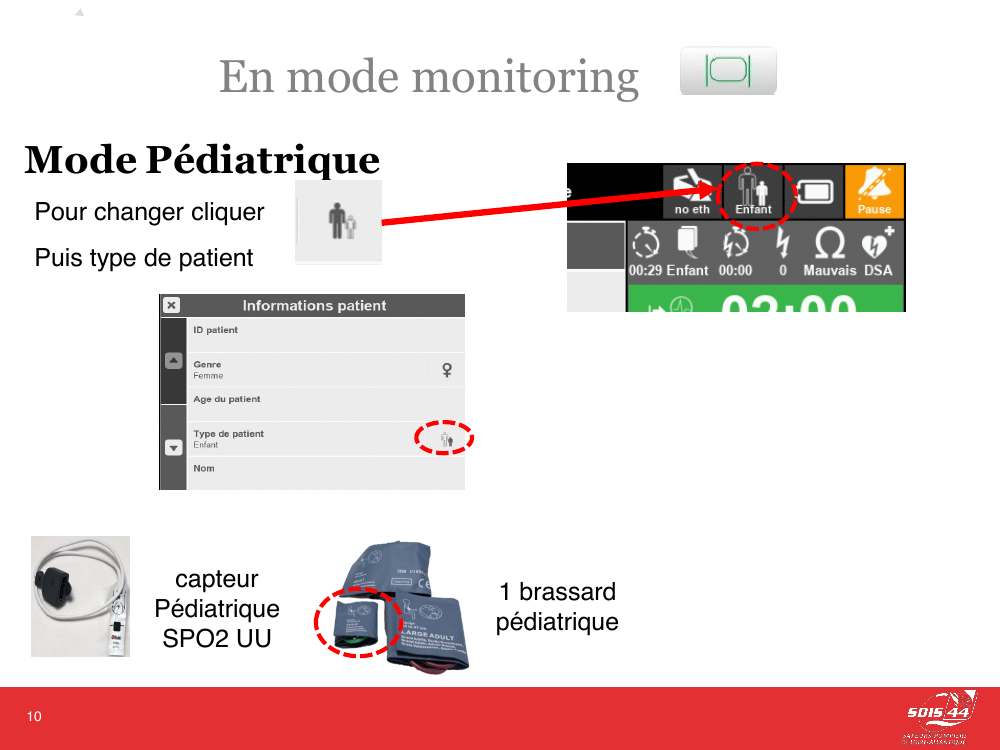 En mode monitoring
Mode Pédiatrique
Pour changer cliquer
Puis type de patient
no eth
Enfant
Pause
00:29 Enfant 00:00 0 Mauvais DSA
02:00
Informations patient
ID patient
Genre
Femme
Age du patient
Type de patient
Enfant
Nom
capteur
Pédiatrique
SPO2 UU
LARGE ADULT
1 brassard
pédiatrique
10
SDIS 44